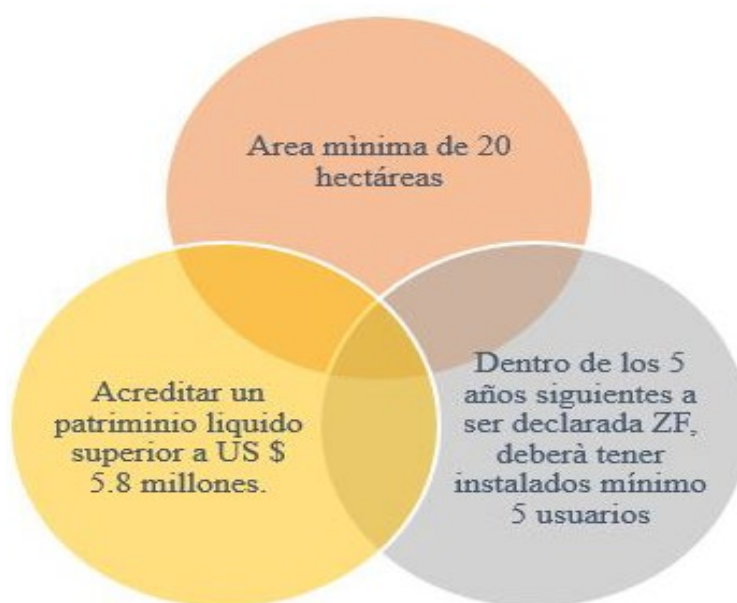 Area mìnima de 20
hectáreas
Acreditar un
patriminio liquido
superior a US $
5.8 millones.
Dentro de los 5
años siguientes a
ser declarada ZF,
deberà tener
instalados mínimo
5 usuarios